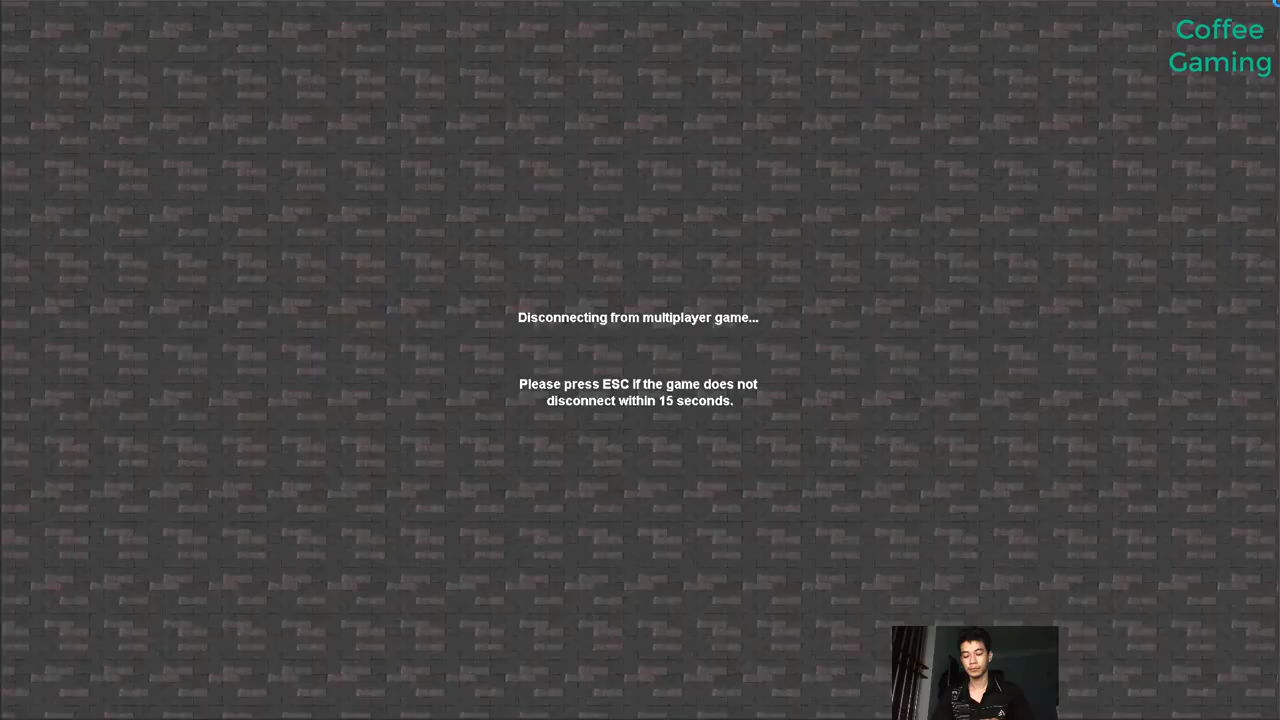 Coffee
Gaming
Disconnecting from multiplayer game...
Please press ESC if the game does not
disconnect within 15 seconds.